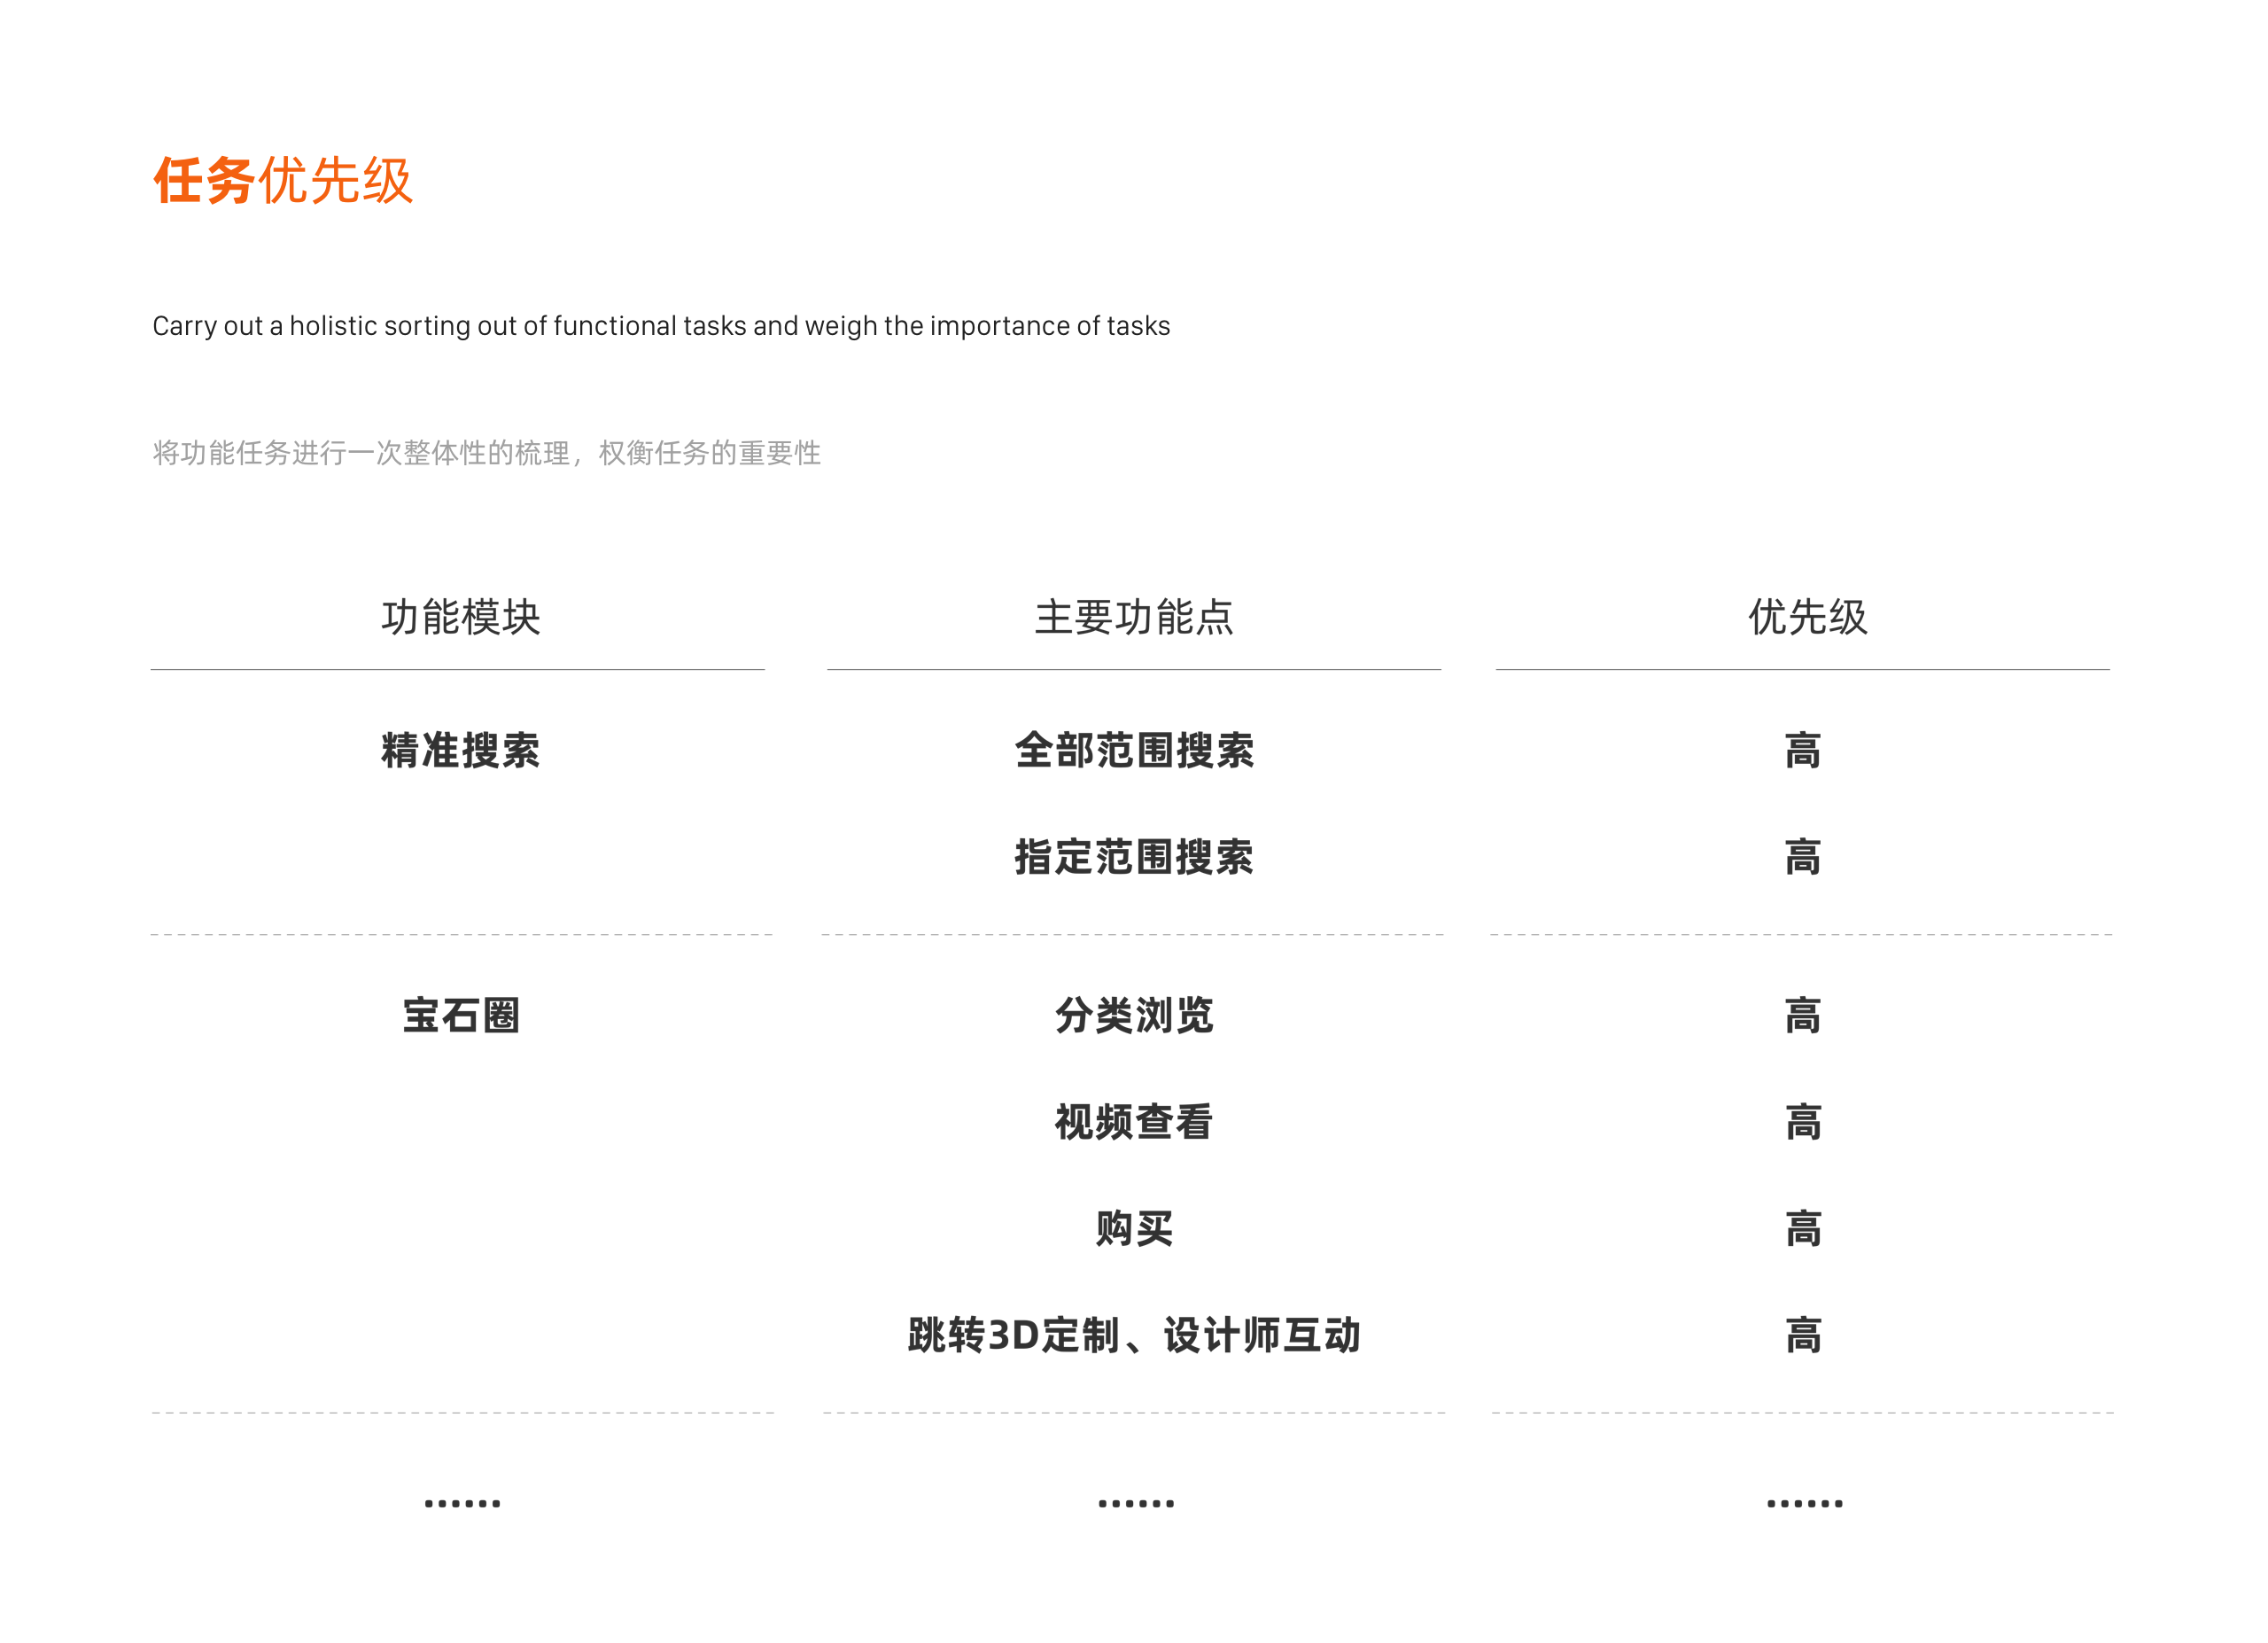 任务优先级
Carry out a holistic sorting out of functional tasks and weigh the importance of tasks
将功能任务进行一次整体性的梳理，权衡任务的重要性
功能模块 主要功能点 优先级
精准搜索 全部范围搜索 高
指定范围搜索 高
宝石圈 分类浏览 高
视频查看 高
购买 高
跳转3D定制、设计师互动 高
...... ...... ......